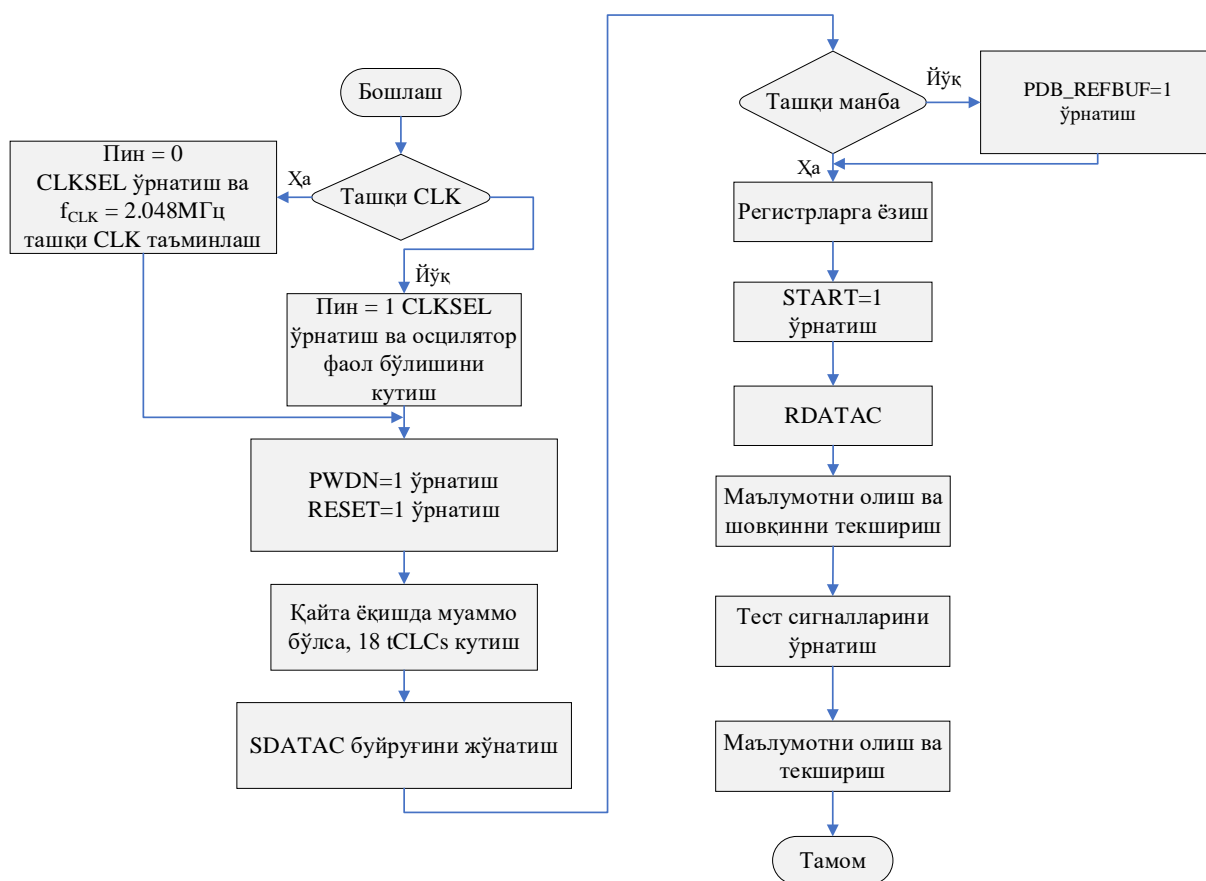 Бошлаш
Ташқи CLK
Ҳа
Пин = 0
CLKSEL ўрнатиш ва
fCLK = 2.048МГц
ташқи CLK таъминлаш
Йўқ
Пин = 1 CLKSEL
ўрнатиш ва осцилятор
фаол бўлишини
кутиш
PWDN=1 ўрнатиш
RESET=1 ўрнатиш
Қайта ёқишда муаммо
бўлса, 18 tCLCs кутиш
SDATAC буйруғини жўнатиш
Ташқи манба
Йўқ
PDB_REFBUF=1
ўрнатиш
Ҳа
Регистрларга ёзиш
START=1
ўрнатиш
RDATAC
Маълумотни олиш ва
шовқинни текшириш
Тест сигналларини
ўрнатиш
Маълумотни олиш ва
текшириш
Тамом